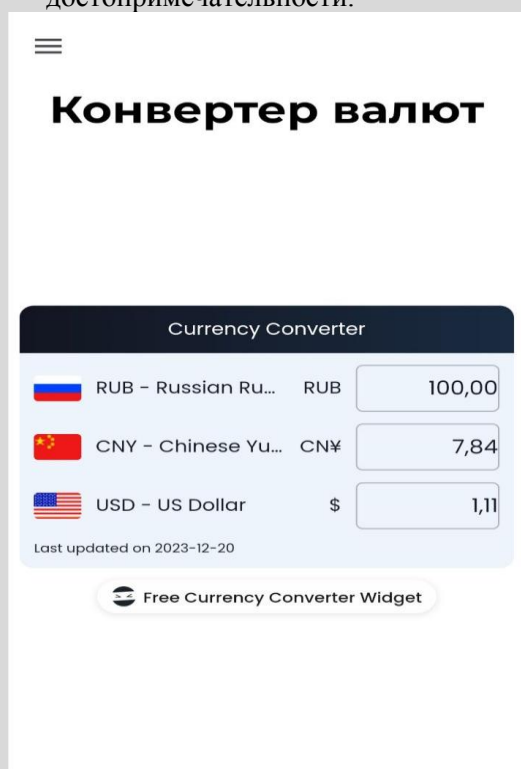 достопримечательности.
Конвертер валют
Currency Converter
RUB - Russian Ru... RUB 100,00
CNY - Chinese Yu... CN¥ 7,84
USD - US Dollar $ 1,11
Last updated on 2023-12-20
Free Currency Converter Widget